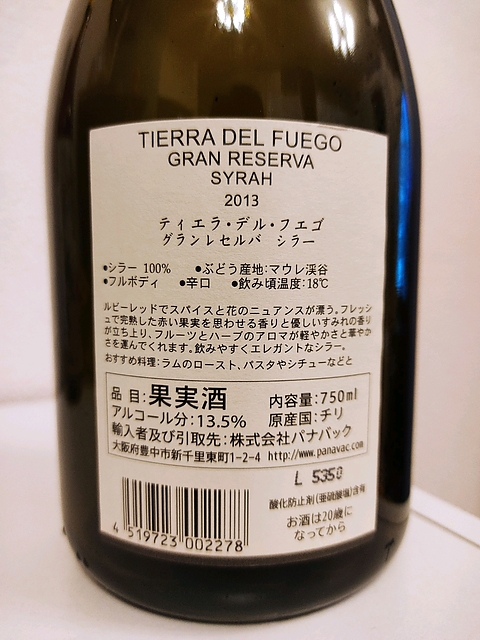 TIERRA DEL FUEGO
GRAN RESERVA
SYRAH
2013
ティエラ・デル・フエゴ
グランレセルバ シラー
●シラー 100% ●ぶどう産地:マウレ渓谷
●フルボディ ●辛口 ●飲み頃温度:18℃
ルビーレッドでスパイスと花のニュアンスが漂う。フレッシ
ュで完熟した赤い果実を思わせる香りと優しいすみれの香り
が立ち上り、フルーツとハーブのアロマが軽やかさと華やか
さを運んでくれます。飲みやすくエレガントなシラー。
おすすめ料理:ラムのロースト、パスタやシチューなどと
品 目:果実酒 内容量:750ml
アルコール分:13.5% 原産国:チリ
輸入者及び引取先:株式会社パナバック
大阪府豊中市新千里東町1-2-4 http://www.panavac.com
L 5350
酸化防止剤(亜硫酸塩)含有
お酒は20歳に
なってから
4 519723 002278